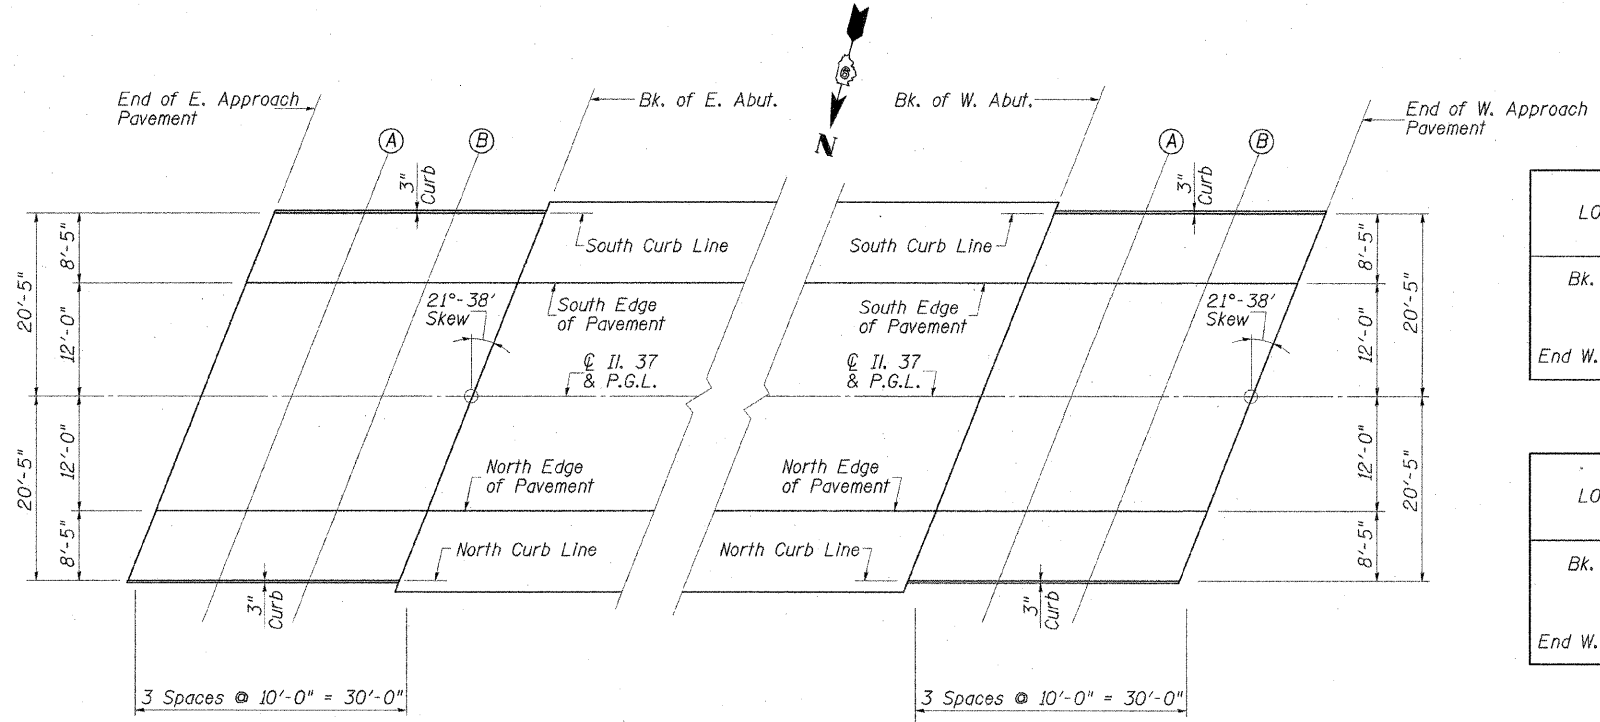 6
N
End of E. Approach
Pavement
Bk. of E. Abut.
Bk. of W. Abut.
End of W. Approach
Pavement
A
B
A
B
3"
Curb
3"
Curb
20'-5"
8'-5"
South Curb Line
South Curb Line
8'-5"
20'-5"
21°-38'
Skew
South Edge
of Pavement
South Edge
of Pavement
21°-38'
Skew
12'-0"
℄ Il. 37
& P.G.L.
℄ Il. 37
& P.G.L.
12'-0"
20'-5"
12'-0"
North Edge
of Pavement
North Edge
of Pavement
12'-0"
20'-5"
8'-5"
North Curb Line
North Curb Line
8'-5"
3"
Curb
3"
Curb
3 Spaces @ 10'-0" = 30'-0"
3 Spaces @ 10'-0" = 30'-0"
LO
Bk.
End W.
LO
Bk.
End W.